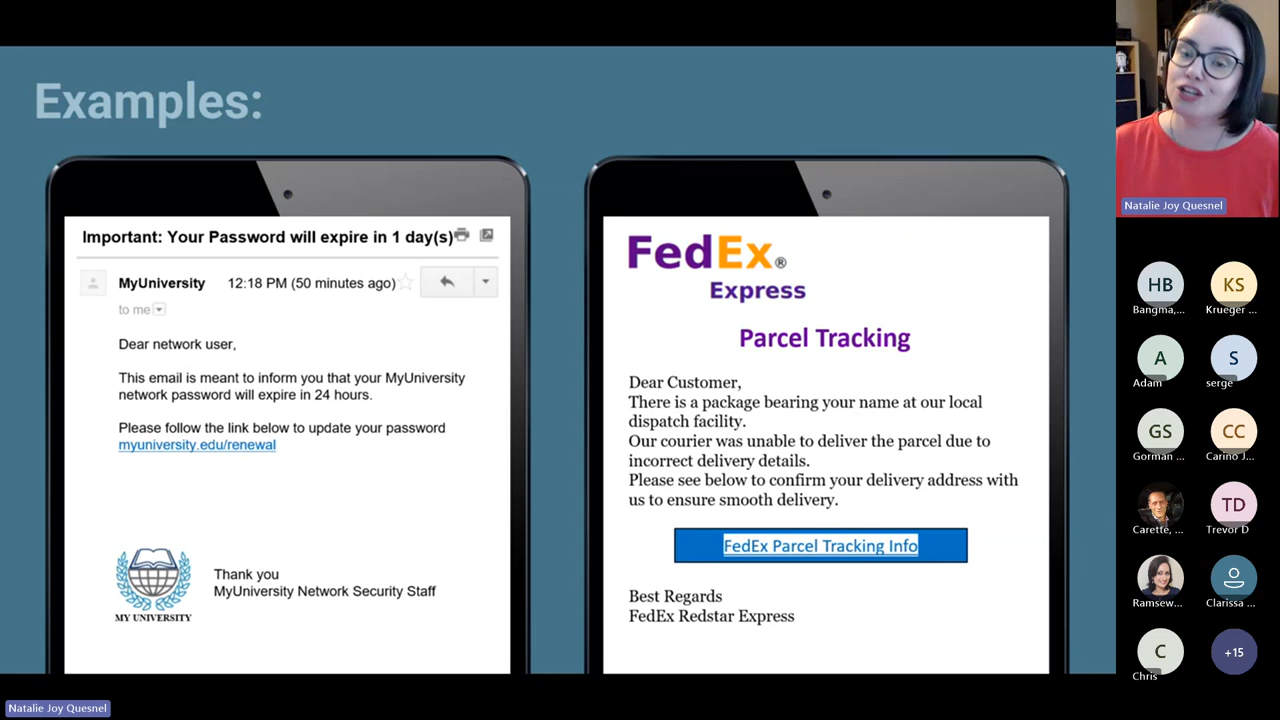 Examples:
Important: Your Password will expire in 1 day(s)
MyUniversity 12:18 PM (50 minutes ago)
to me
Dear network user,
This email is meant to inform you that your MyUniversity
network password will expire in 24 hours.
Please follow the link below to update your password
myuniversity.edu/renewal
MY UNIVERSITY
Thank you
MyUniversity Network Security Staff
FedEx®
Express
Parcel Tracking
Dear Customer,
There is a package bearing your name at our local
dispatch facility.
Our courier was unable to deliver the parcel due to
incorrect delivery details.
Please see below to confirm your delivery address with
us to ensure smooth delivery.
FedEx Parcel Tracking Info
Best Regards
FedEx Redstar Express
Natalie Joy Quesnel
HB KS
Bangma,... Krueger ...
A S
Adam serge
GS CC
Gorman ... Carino J...
TD
Carette, ... Trevor D
Ramsew... Clarissa ...
C +15
Chris
Natalie Joy Quesnel